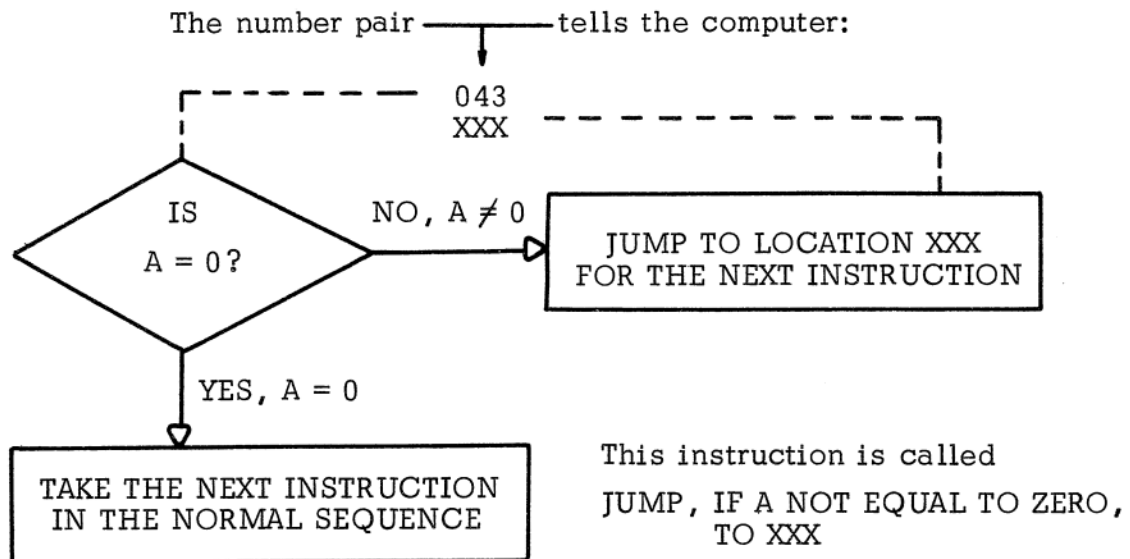 The number pair tells the computer:
043
XXX
IS
A = 0?
NO, A ≠ 0
JUMP TO LOCATION XXX
FOR THE NEXT INSTRUCTION
YES, A = 0
TAKE THE NEXT INSTRUCTION
IN THE NORMAL SEQUENCE
This instruction is called
JUMP, IF A NOT EQUAL TO ZERO,
TO XXX